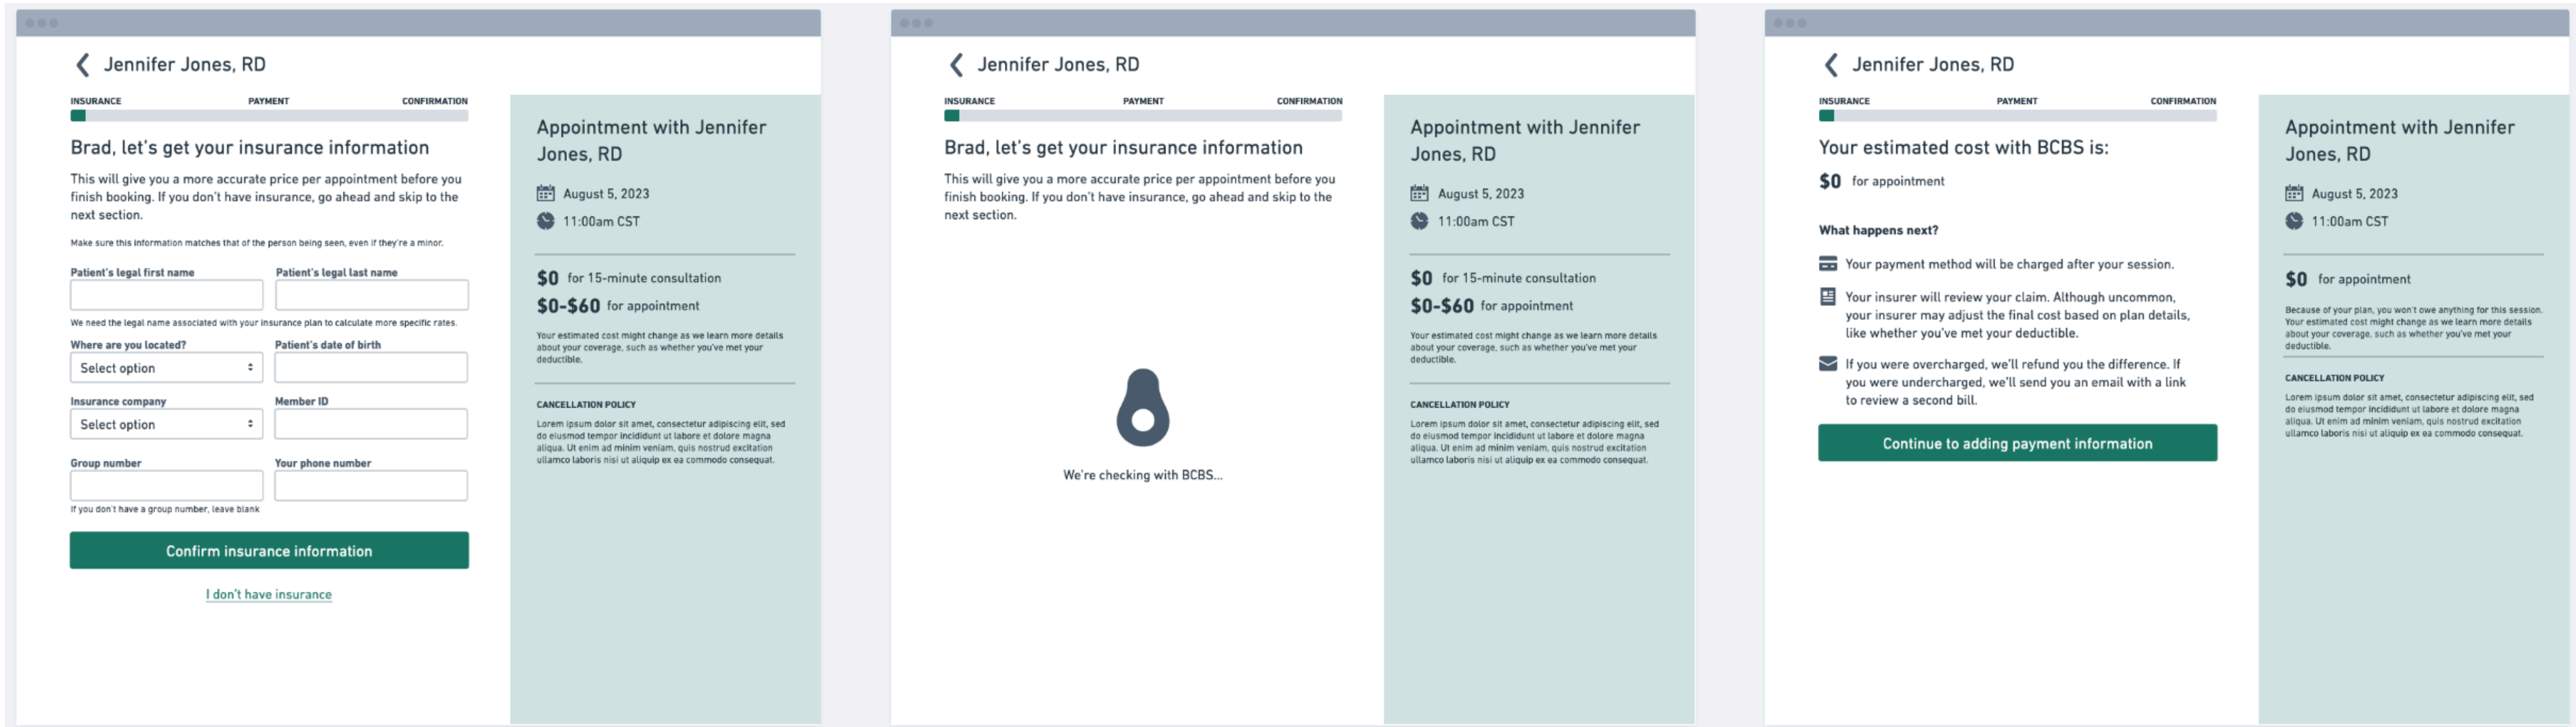 Jennifer Jones, RD
INSURANCE PAYMENT CONFIRMATION
Brad, let's get your insurance information
This will give you a more accurate price per appointment before you
finish booking. If you don't have insurance, go ahead and skip to the
next section.
Make sure this information matches that of the person being seen, even if they're a minor.
Patient's legal first name Patient's legal last name
We need the legal name associated with your insurance plan to calculate more specific rates.
Where are you located? Patient's date of birth
Select option
Insurance company Member ID
Select option
Group number Your phone number
If you don't have a group number, leave blank
Confirm insurance information
I don't have insurance
Appointment with Jennifer
Jones, RD
August 5, 2023
11:00am CST
$0 for 15-minute consultation
$0-$60 for appointment
Your estimated cost might change as we learn more details
about your coverage, such as whether you've met your
deductible.
CANCELLATION POLICY
Lorem ipsum dolor sit amet, consectetur adipiscing elit, sed
do eiusmod tempor incididunt ut labore et dolore magna
aliqua. Ut enim ad minim veniam, quis nostrud excitation
ullamco laboris nisi ut aliquip ex ea commodo consequat.
Jennifer Jones, RD
INSURANCE PAYMENT CONFIRMATION
Brad, let's get your insurance information
This will give you a more accurate price per appointment before you
finish booking. If you don't have insurance, go ahead and skip to the
next section.
We're checking with BCBS...
Appointment with Jennifer
Jones, RD
August 5, 2023
11:00am CST
$0 for 15-minute consultation
$0-$60 for appointment
Your estimated cost might change as we learn more details
about your coverage, such as whether you've met your
deductible.
CANCELLATION POLICY
Lorem ipsum dolor sit amet, consectetur adipiscing elit, sed
do eiusmod tempor incididunt ut labore et dolore magna
aliqua. Ut enim ad minim veniam, quis nostrud excitation
ullamco laboris nisi ut aliquip ex ea commodo consequat.
Jennifer Jones, RD
INSURANCE PAYMENT CONFIRMATION
Your estimated cost with BCBS is:
$0 for appointment
What happens next?
Your payment method will be charged after your session.
Your insurer will review your claim. Although uncommon,
your insurer may adjust the final cost based on plan details,
like whether you've met your deductible.
If you were overcharged, we'll refund you the difference. If
you were undercharged, we'll send you an email with a link
to review a second bill.
Continue to adding payment information
Appointment with Jennifer
Jones, RD
August 5, 2023
11:00am CST
$0 for appointment
Because of your plan, you won't owe anything for this session.
Your estimated cost might change as we learn more details
about your coverage, such as whether you've met your
deductible.
CANCELLATION POLICY
Lorem ipsum dolor sit amet, consectetur adipiscing elit, sed
do eiusmod tempor incididunt ut labore et dolore magna
aliqua. Ut enim ad minim veniam, quis nostrud excitation
ullamco laboris nisi ut aliquip ex ea commodo consequat.